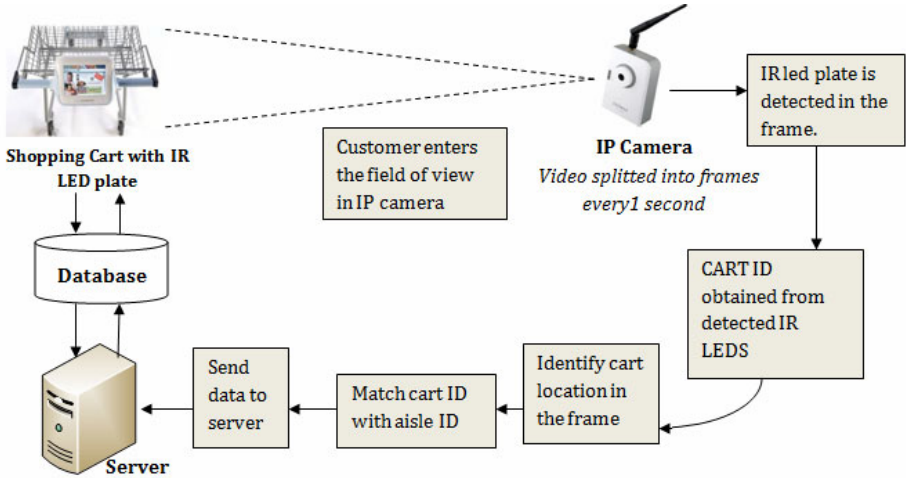 Shopping Cart with IR
LED plate
Customer enters
the field of view
in IP camera
IP Camera
Video splitted into frames
every1 second
IR led plate is
detected in the
frame.
CART ID
obtained from
detected IR
LEDS
Identify cart
location in
the frame
Match cart ID
with aisle ID
Send
data to
server
Database
Server